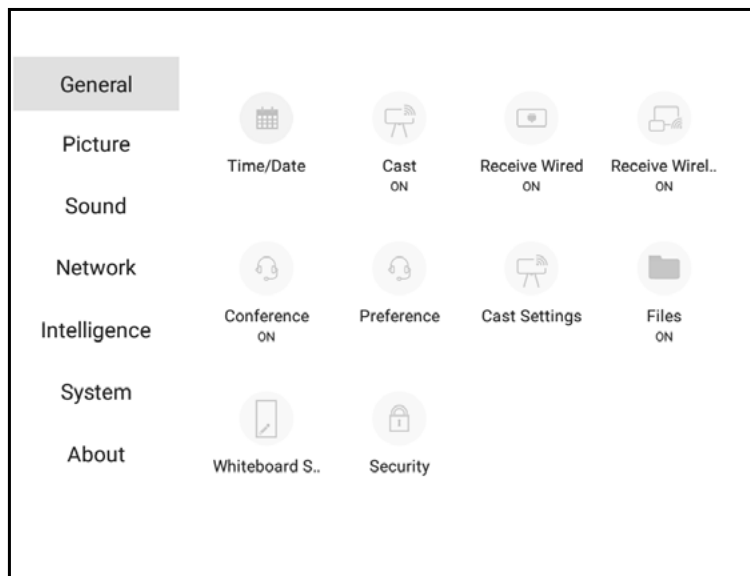 General
Picture
Sound
Network
Intelligence
System
About
Time/Date
Cast
ON
Receive Wired
ON
Receive Wirel..
ON
Conference
ON
Preference
Cast Settings
Files
ON
Whiteboard S..
Security